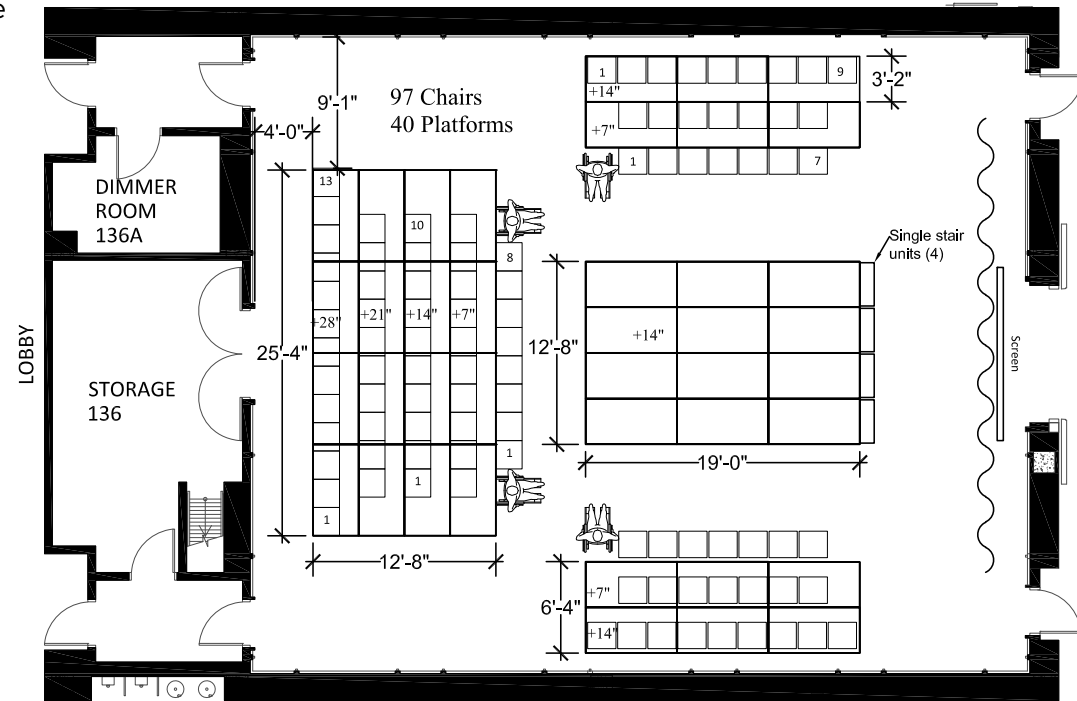 e
97 Chairs
40 Platforms
9'-1"
4'-0"
1
9
+14"
3'-2"
+7"
1
7
DIMMER
ROOM
136A
13
10
8
Single stair
units (4)
+28"
+21"
+14"
+7"
25'-4"
12'-8"
+14"
Screen
LOBBY
STORAGE
136
1
1
1
19'-0"
12'-8"
6'-4"
+7"
+14"